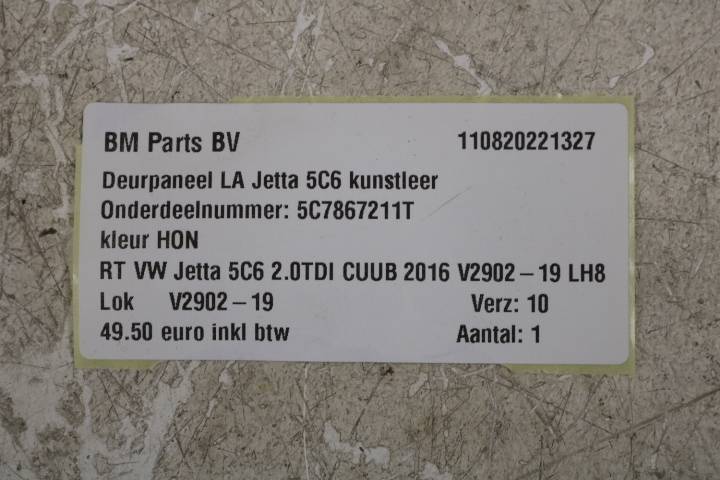 BM Parts BV 110820221327
Deurpaneel LA Jetta 5C6 kunstleer
Onderdeelnummer: 5C7867211T
kleur HON
RT VW Jetta 5C6 2.0TDI CUUB 2016 V2902 – 19 LH8
Lok V2902 – 19 Verz: 10
49.50 euro inkl btw Aantal: 1